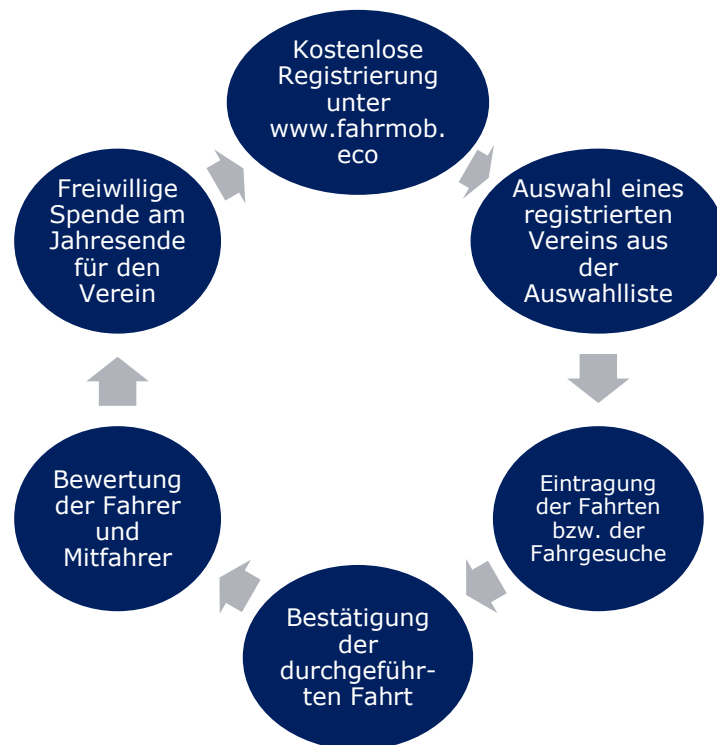 Kostenlose
Registrierung
unter
www.fahrmob.
eco
Auswahl eines
registrierten
Vereins aus
der
Auswahlliste
Eintragung
der Fahrten
bzw. der
Fahrgesuche
Bestätigung
der
durchgeführ-
ten Fahrt
Bewertung
der Fahrer
und
Mitfahrer
Freiwillige
Spende am
Jahresende
für den
Verein